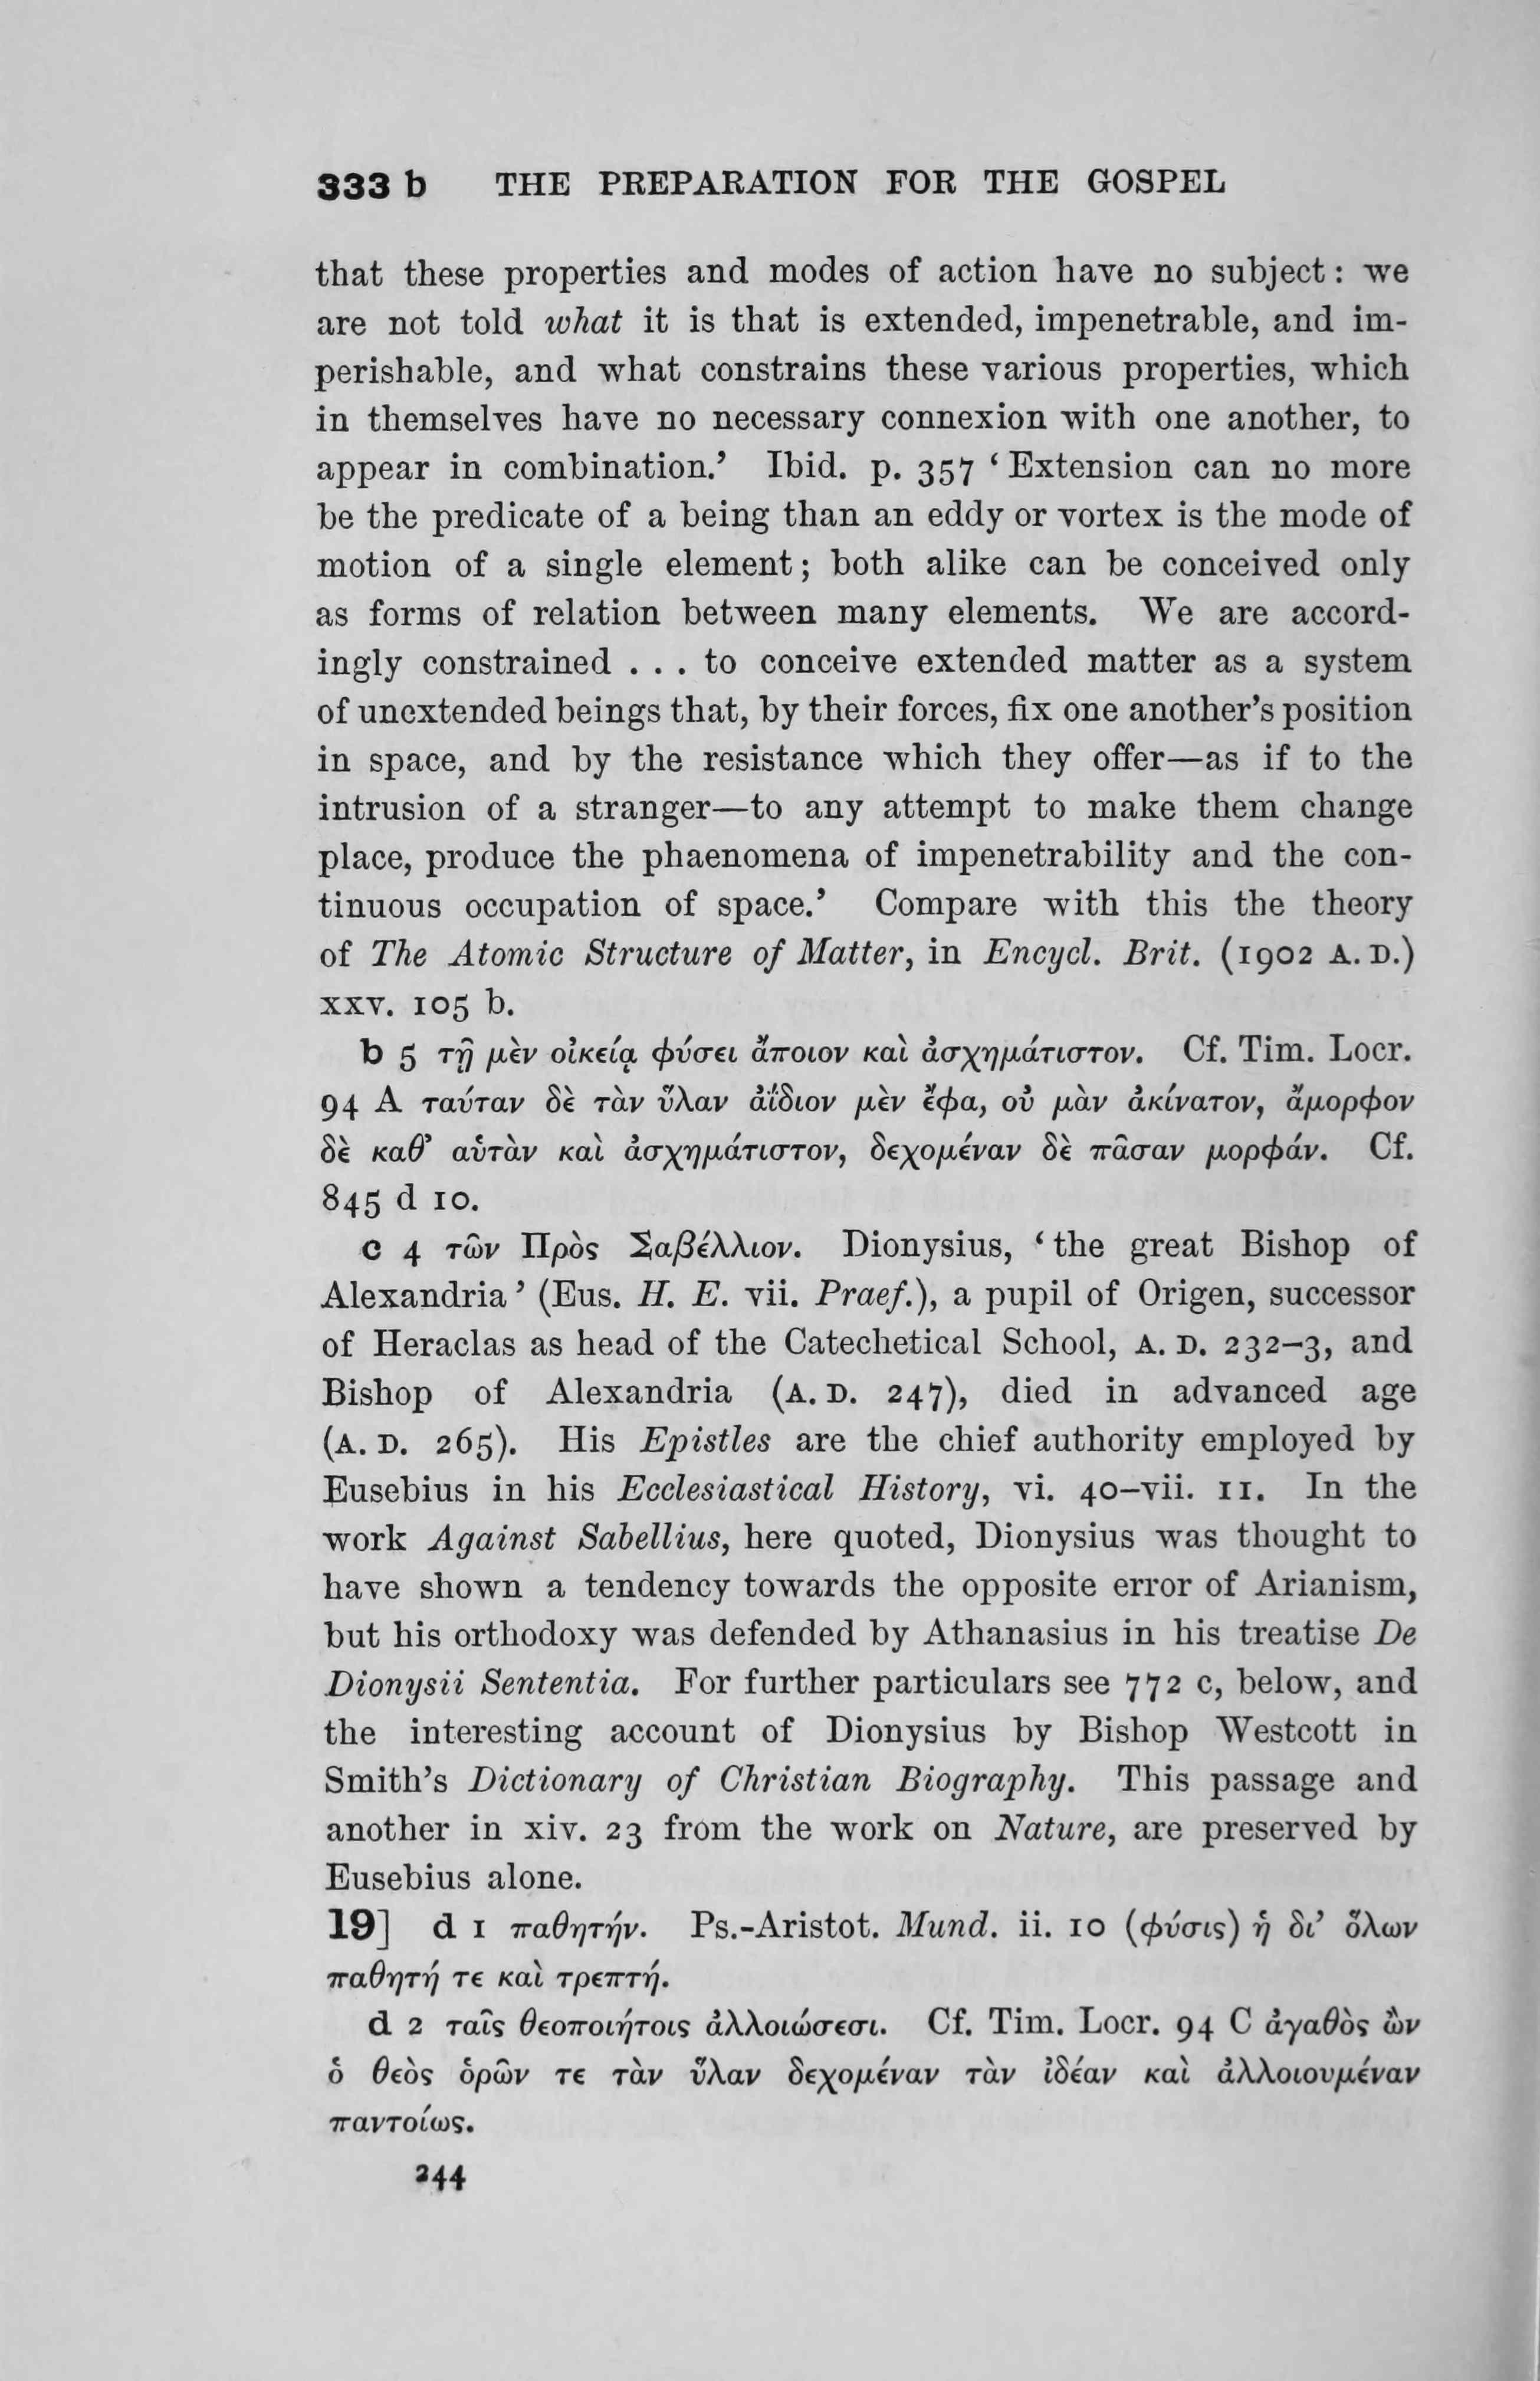 333 b THE PREPARATION FOR THE GOSPEL
that these properties and modes of action have no subject: we
are not told what it is that is extended, impenetrable, and im-
perishable, and what constrains these various properties, which
in themselves have no necessary connexion with one another, to
appear in combination.’ Ibid. p. 357 ‘Extension can no more
be the predicate of a being than an eddy or vortex is the mode of
motion of a single element; both alike can be conceived only
as forms of relation between many elements. We are accord-
ingly constrained . . . to conceive extended matter as a system
of unextended beings that, by their forces, fix one another’s position
in space, and by the resistance which they offer—as if to the
intrusion of a stranger—to any attempt to make them change
place, produce the phaenomena of impenetrability and the con-
tinuous occupation of space.’ Compare with this the theory
of The Atomic Structure of Matter, in Encycl. Brit. (1902 A. D.)
xxv. 105 b.
b 5 τῇ μὲν οἰκείᾳ φύσει ἄποιον καὶ ἀσχημάτιστον. Cf. Tim. Locr.
94 A ταύταν δὲ τὰν ὕλαν ἀΐδιον μὲν ἔφα, οὐ μὰν ἀκίνατον, ἄμορφον
δὲ καθ’ αὑτὰν καὶ ἀσχημάτιστον, δεχομέναν δὲ πᾶσαν μορφάν. Cf.
845 d 10.
c 4 τῶν Πρὸς Σαβέλλιον. Dionysius, ‘the great Bishop of
Alexandria’ (Eus. H. E. vii. Praef.), a pupil of Origen, successor
of Heraclas as head of the Catechetical School, A. D. 232–3, and
Bishop of Alexandria (A. D. 247), died in advanced age
(A. D. 265). His Epistles are the chief authority employed by
Eusebius in his Ecclesiastical History, vi. 40–vii. 11. In the
work Against Sabellius, here quoted, Dionysius was thought to
have shown a tendency towards the opposite error of Arianism,
but his orthodoxy was defended by Athanasius in his treatise De
Dionysii Sententia. For further particulars see 772 c, below, and
the interesting account of Dionysius by Bishop Westcott in
Smith’s Dictionary of Christian Biography. This passage and
another in xiv. 23 from the work on Nature, are preserved by
Eusebius alone.
19] d 1 παθητήν. Ps.-Aristot. Mund. ii. 10 (φύσις) ἡ δι’ ὅλων
παθητή τε καὶ τρεπτή.
d 2 ταῖς θεοποιήτοις ἀλλοιώσεσι. Cf. Tim. Locr. 94 C ἀγαθὸς ὢν
ὁ θεὸς ὁρῶν τε τὰν ὕλαν δεχομέναν τὰν ἰδέαν καὶ ἀλλοιουμέναν
παντοίως.
244